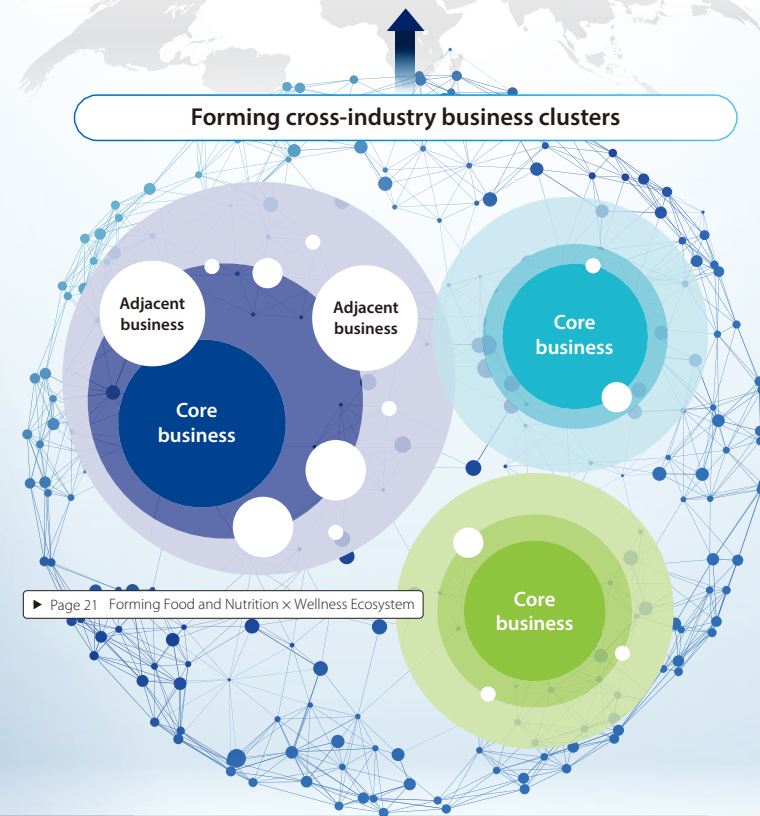 Forming cross-industry business clusters
Adjacent
business
Adjacent
business
Core
business
Core
business
▶ Page 21 Forming Food and Nutrition × Wellness Ecosystem
Core
business